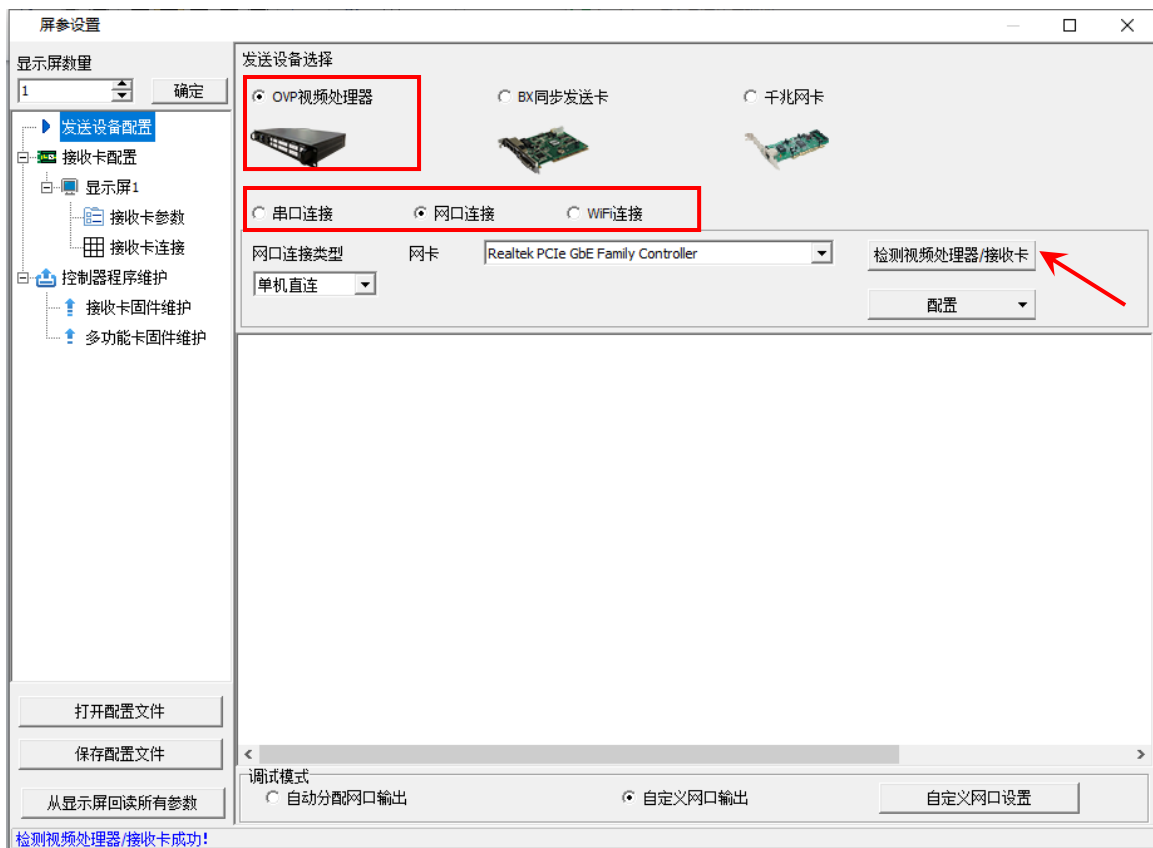 屏参设置
显示屏数量
1
确定
发送设备配置
接收卡配置
显示屏1
接收卡参数
接收卡连接
控制器程序维护
接收卡固件维护
多功能卡固件维护
打开配置文件
保存配置文件
从显示屏回读所有参数
发送设备选择
OVP视频处理器 BX同步发送卡 千兆网卡
串口连接 网口连接 WiFi连接
网口连接类型 网卡 Realtek PCIe GbE Family Controller 检测视频处理器/接收卡
单机直连 配置
调试模式
自动分配网口输出 自定义网口输出 自定义网口设置
检测视频处理器/接收卡成功!